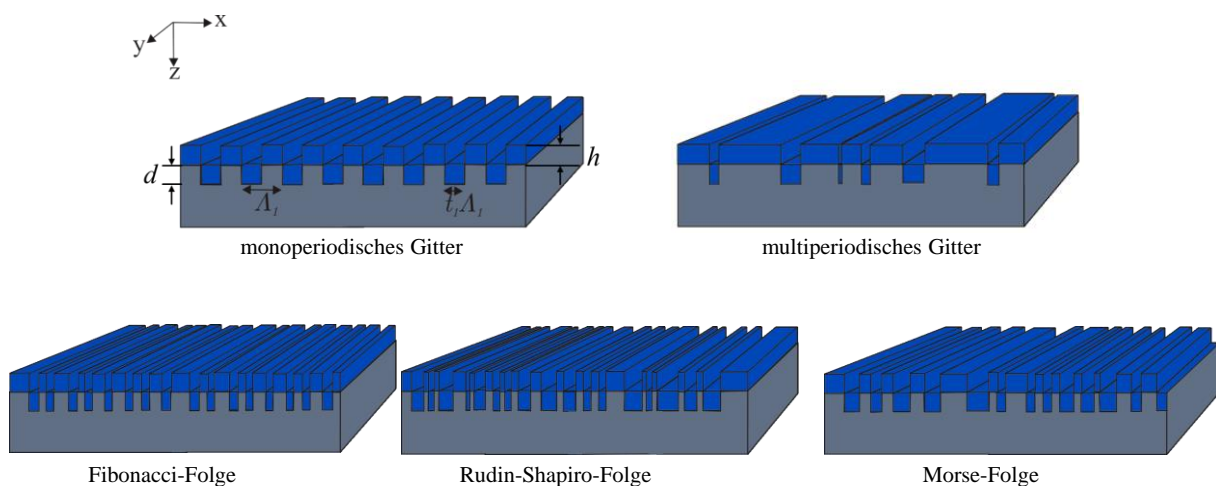 x
y
z
d
h
Λ₁
t₁Λ₁
monoperiodisches Gitter
multiperiodisches Gitter
Fibonacci-Folge
Rudin-Shapiro-Folge
Morse-Folge